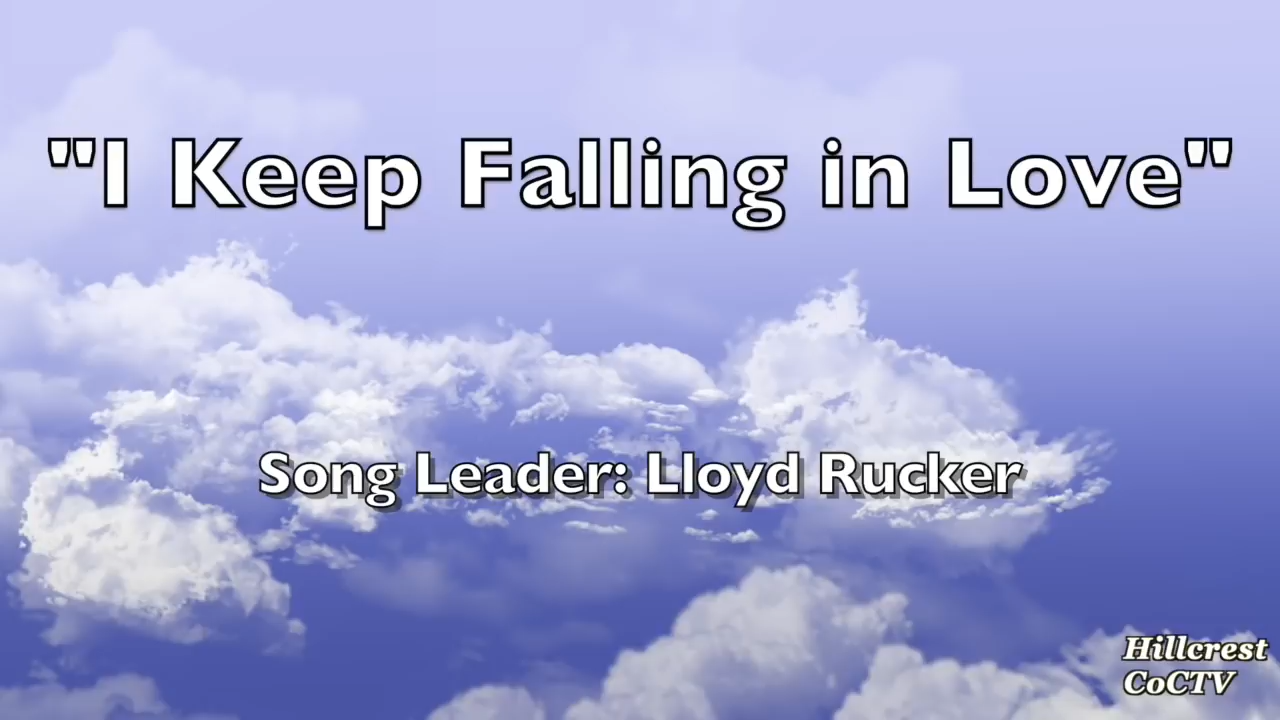 "I Keep Falling in Love"
Song Leader: Lloyd Rucker
Hillcrest
CoCTV